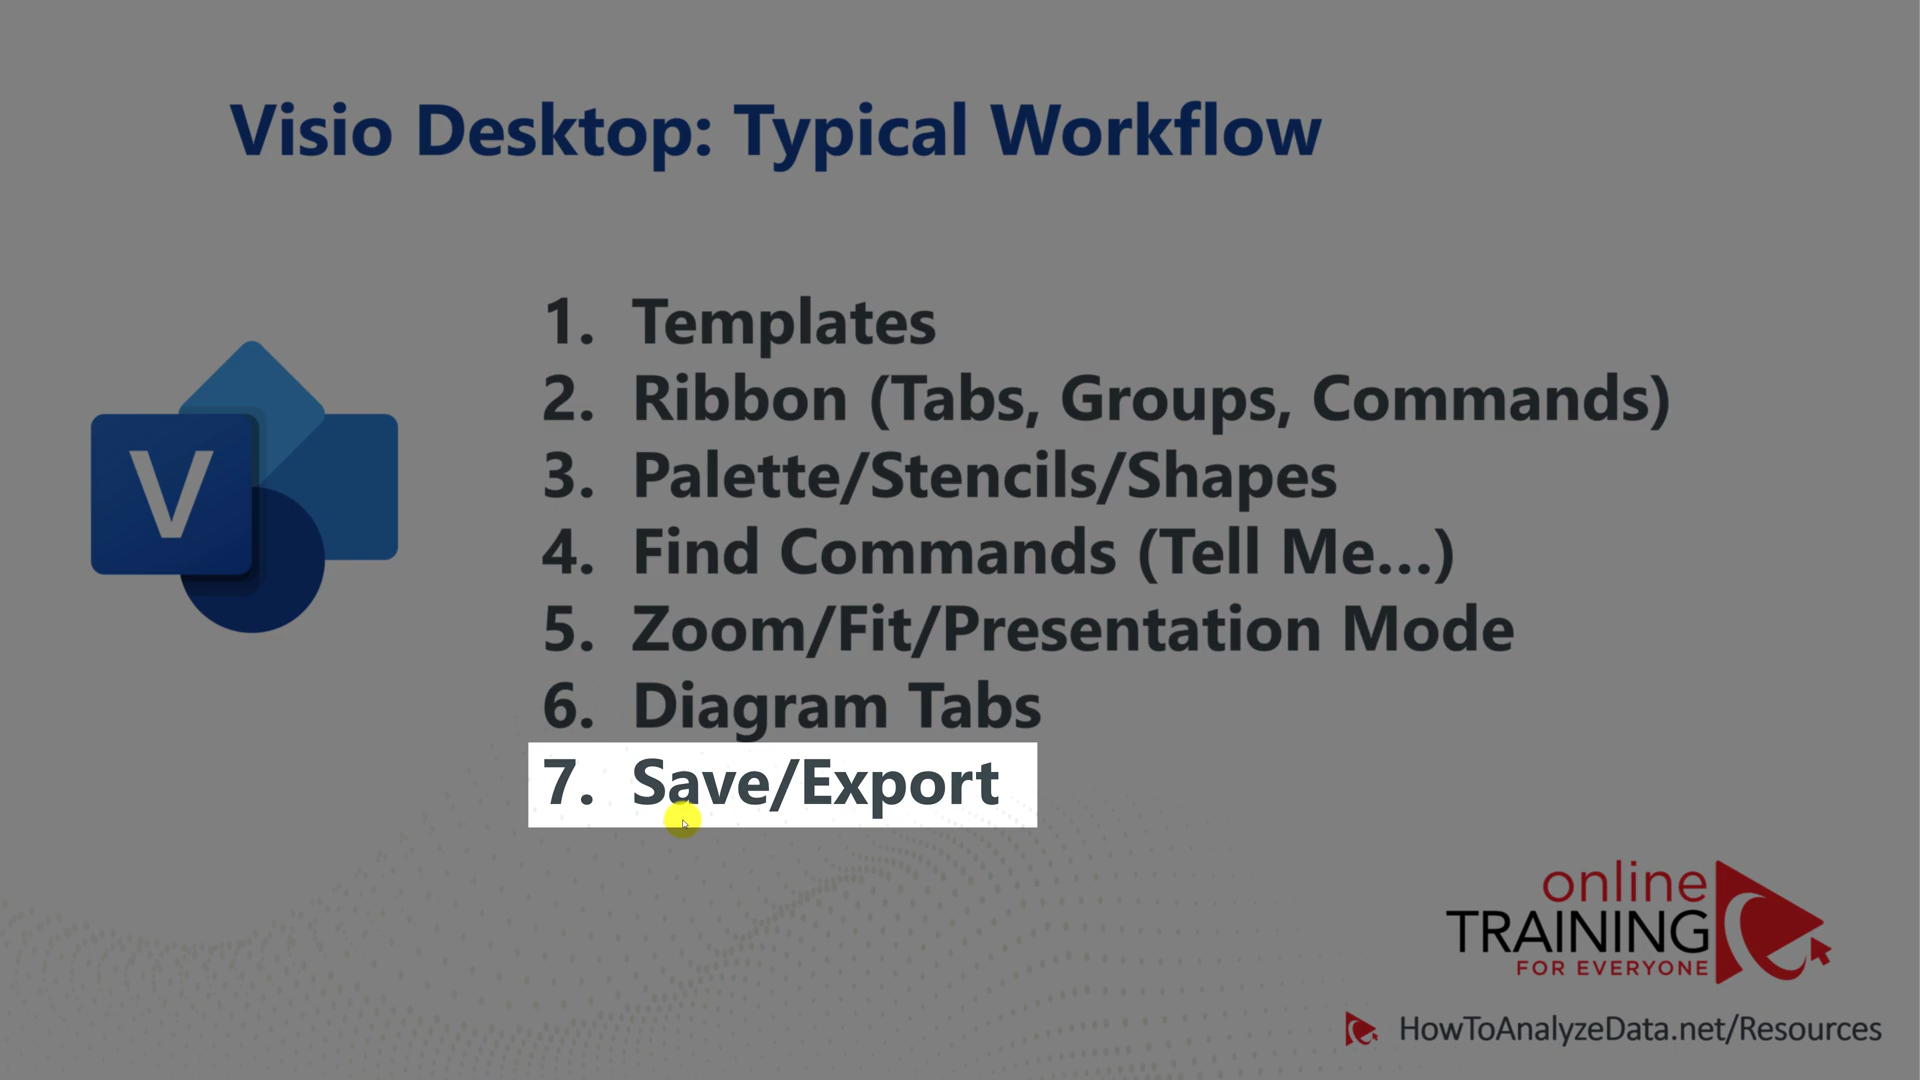 Visio Desktop: Typical Workflow
1. Templates
2. Ribbon (Tabs, Groups, Commands)
3. Palette/Stencils/Shapes
4. Find Commands (Tell Me...)
5. Zoom/Fit/Presentation Mode
6. Diagram Tabs
7. Save/Export
V
online
TRAINING
FOR EVERYONE
HowToAnalyzeData.net/Resources